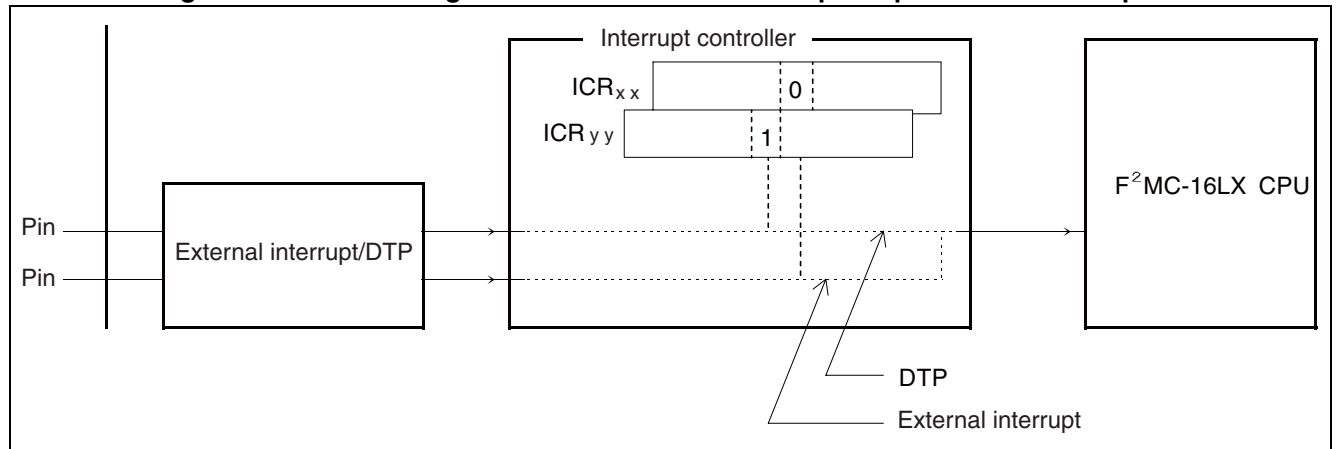 Interrupt controller
ICRxx
0
ICRyy
1
F²MC-16LX CPU
Pin
External interrupt/DTP
Pin
DTP
External interrupt